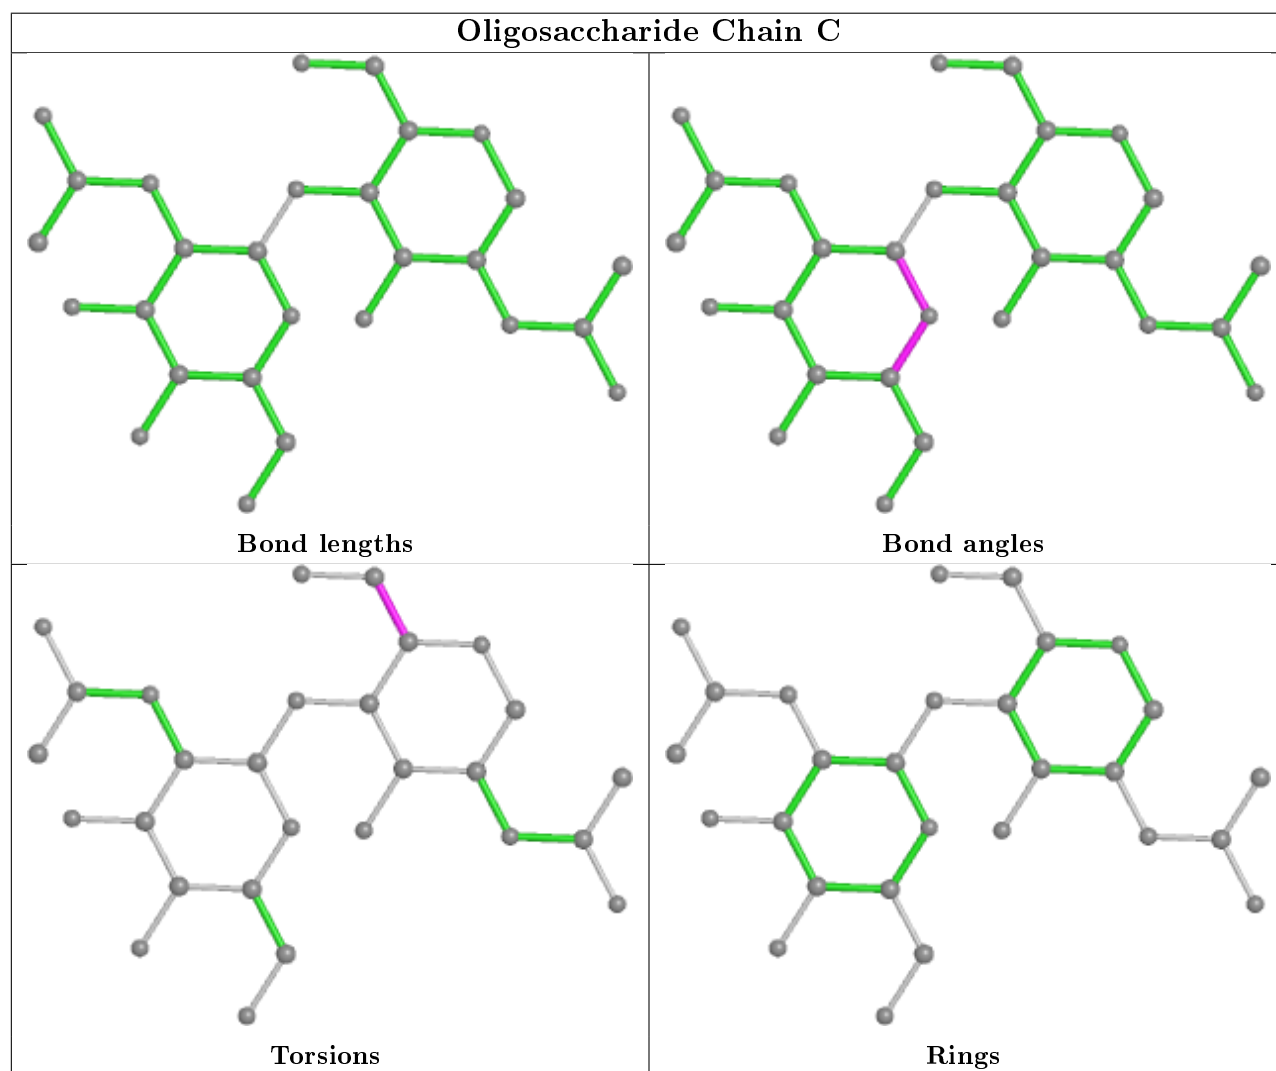 Oligosaccharide Chain C
Bond lengths
Bond angles
Torsions
Rings